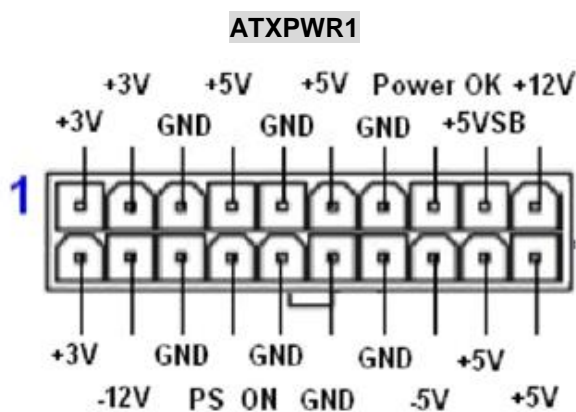 ATXPWR1
+3V +5V +5V Power OK +12V
+3V GND GND GND +5VSB
1
+3V GND GND GND +5V
-12V PS ON GND -5V +5V